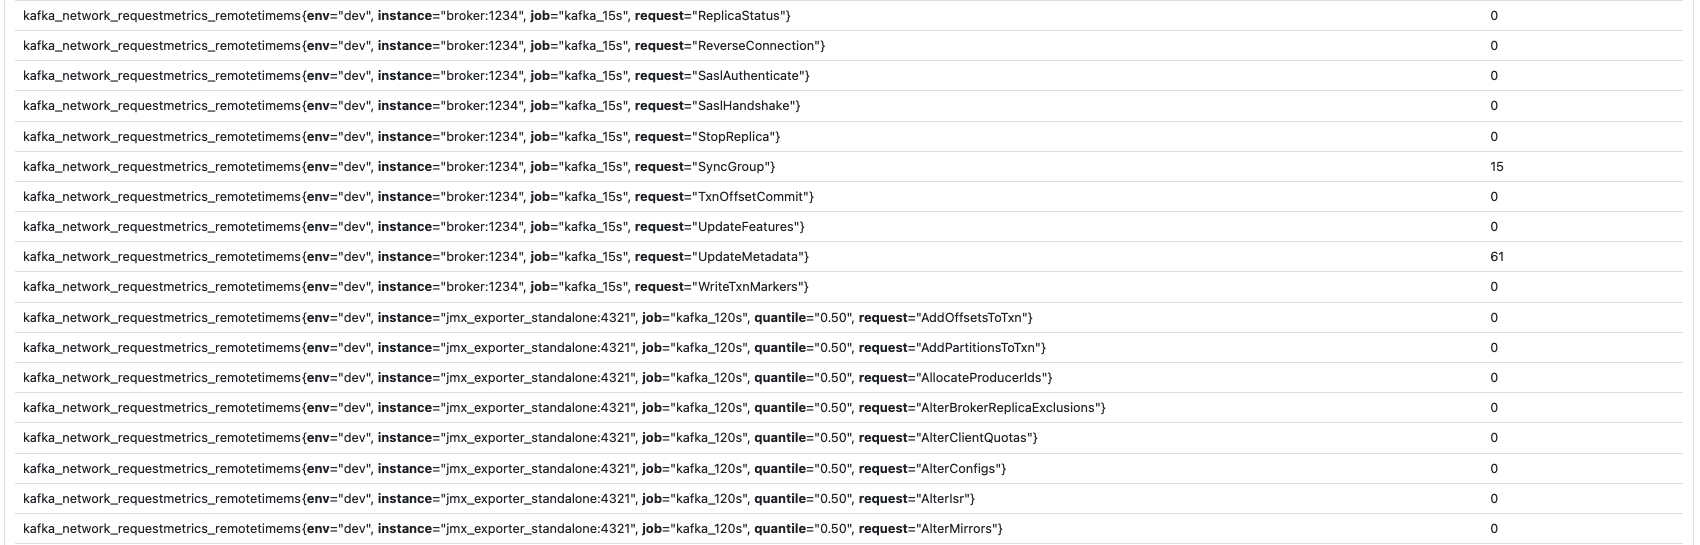 kafka_network_requestmetrics_remotetimems{env="dev", instance="broker:1234", job="kafka_15s", request="ReplicaStatus"} 0
kafka_network_requestmetrics_remotetimems{env="dev", instance="broker:1234", job="kafka_15s", request="ReverseConnection"} 0
kafka_network_requestmetrics_remotetimems{env="dev", instance="broker:1234", job="kafka_15s", request="SaslAuthenticate"} 0
kafka_network_requestmetrics_remotetimems{env="dev", instance="broker:1234", job="kafka_15s", request="SaslHandshake"} 0
kafka_network_requestmetrics_remotetimems{env="dev", instance="broker:1234", job="kafka_15s", request="StopReplica"} 0
kafka_network_requestmetrics_remotetimems{env="dev", instance="broker:1234", job="kafka_15s", request="SyncGroup"} 15
kafka_network_requestmetrics_remotetimems{env="dev", instance="broker:1234", job="kafka_15s", request="TxnOffsetCommit"} 0
kafka_network_requestmetrics_remotetimems{env="dev", instance="broker:1234", job="kafka_15s", request="UpdateFeatures"} 0
kafka_network_requestmetrics_remotetimems{env="dev", instance="broker:1234", job="kafka_15s", request="UpdateMetadata"} 61
kafka_network_requestmetrics_remotetimems{env="dev", instance="broker:1234", job="kafka_15s", request="WriteTxnMarkers"} 0
kafka_network_requestmetrics_remotetimems{env="dev", instance="jmx_exporter_standalone:4321", job="kafka_120s", quantile="0.50", request="AddOffsetsToTxn"} 0
kafka_network_requestmetrics_remotetimems{env="dev", instance="jmx_exporter_standalone:4321", job="kafka_120s", quantile="0.50", request="AddPartitionsToTxn"} 0
kafka_network_requestmetrics_remotetimems{env="dev", instance="jmx_exporter_standalone:4321", job="kafka_120s", quantile="0.50", request="AllocateProducerIds"} 0
kafka_network_requestmetrics_remotetimems{env="dev", instance="jmx_exporter_standalone:4321", job="kafka_120s", quantile="0.50", request="AlterBrokerReplicaExclusions"} 0
kafka_network_requestmetrics_remotetimems{env="dev", instance="jmx_exporter_standalone:4321", job="kafka_120s", quantile="0.50", request="AlterClientQuotas"} 0
kafka_network_requestmetrics_remotetimems{env="dev", instance="jmx_exporter_standalone:4321", job="kafka_120s", quantile="0.50", request="AlterConfigs"} 0
kafka_network_requestmetrics_remotetimems{env="dev", instance="jmx_exporter_standalone:4321", job="kafka_120s", quantile="0.50", request="AlterIsr"} 0
kafka_network_requestmetrics_remotetimems{env="dev", instance="jmx_exporter_standalone:4321", job="kafka_120s", quantile="0.50", request="AlterMirrors"} 0